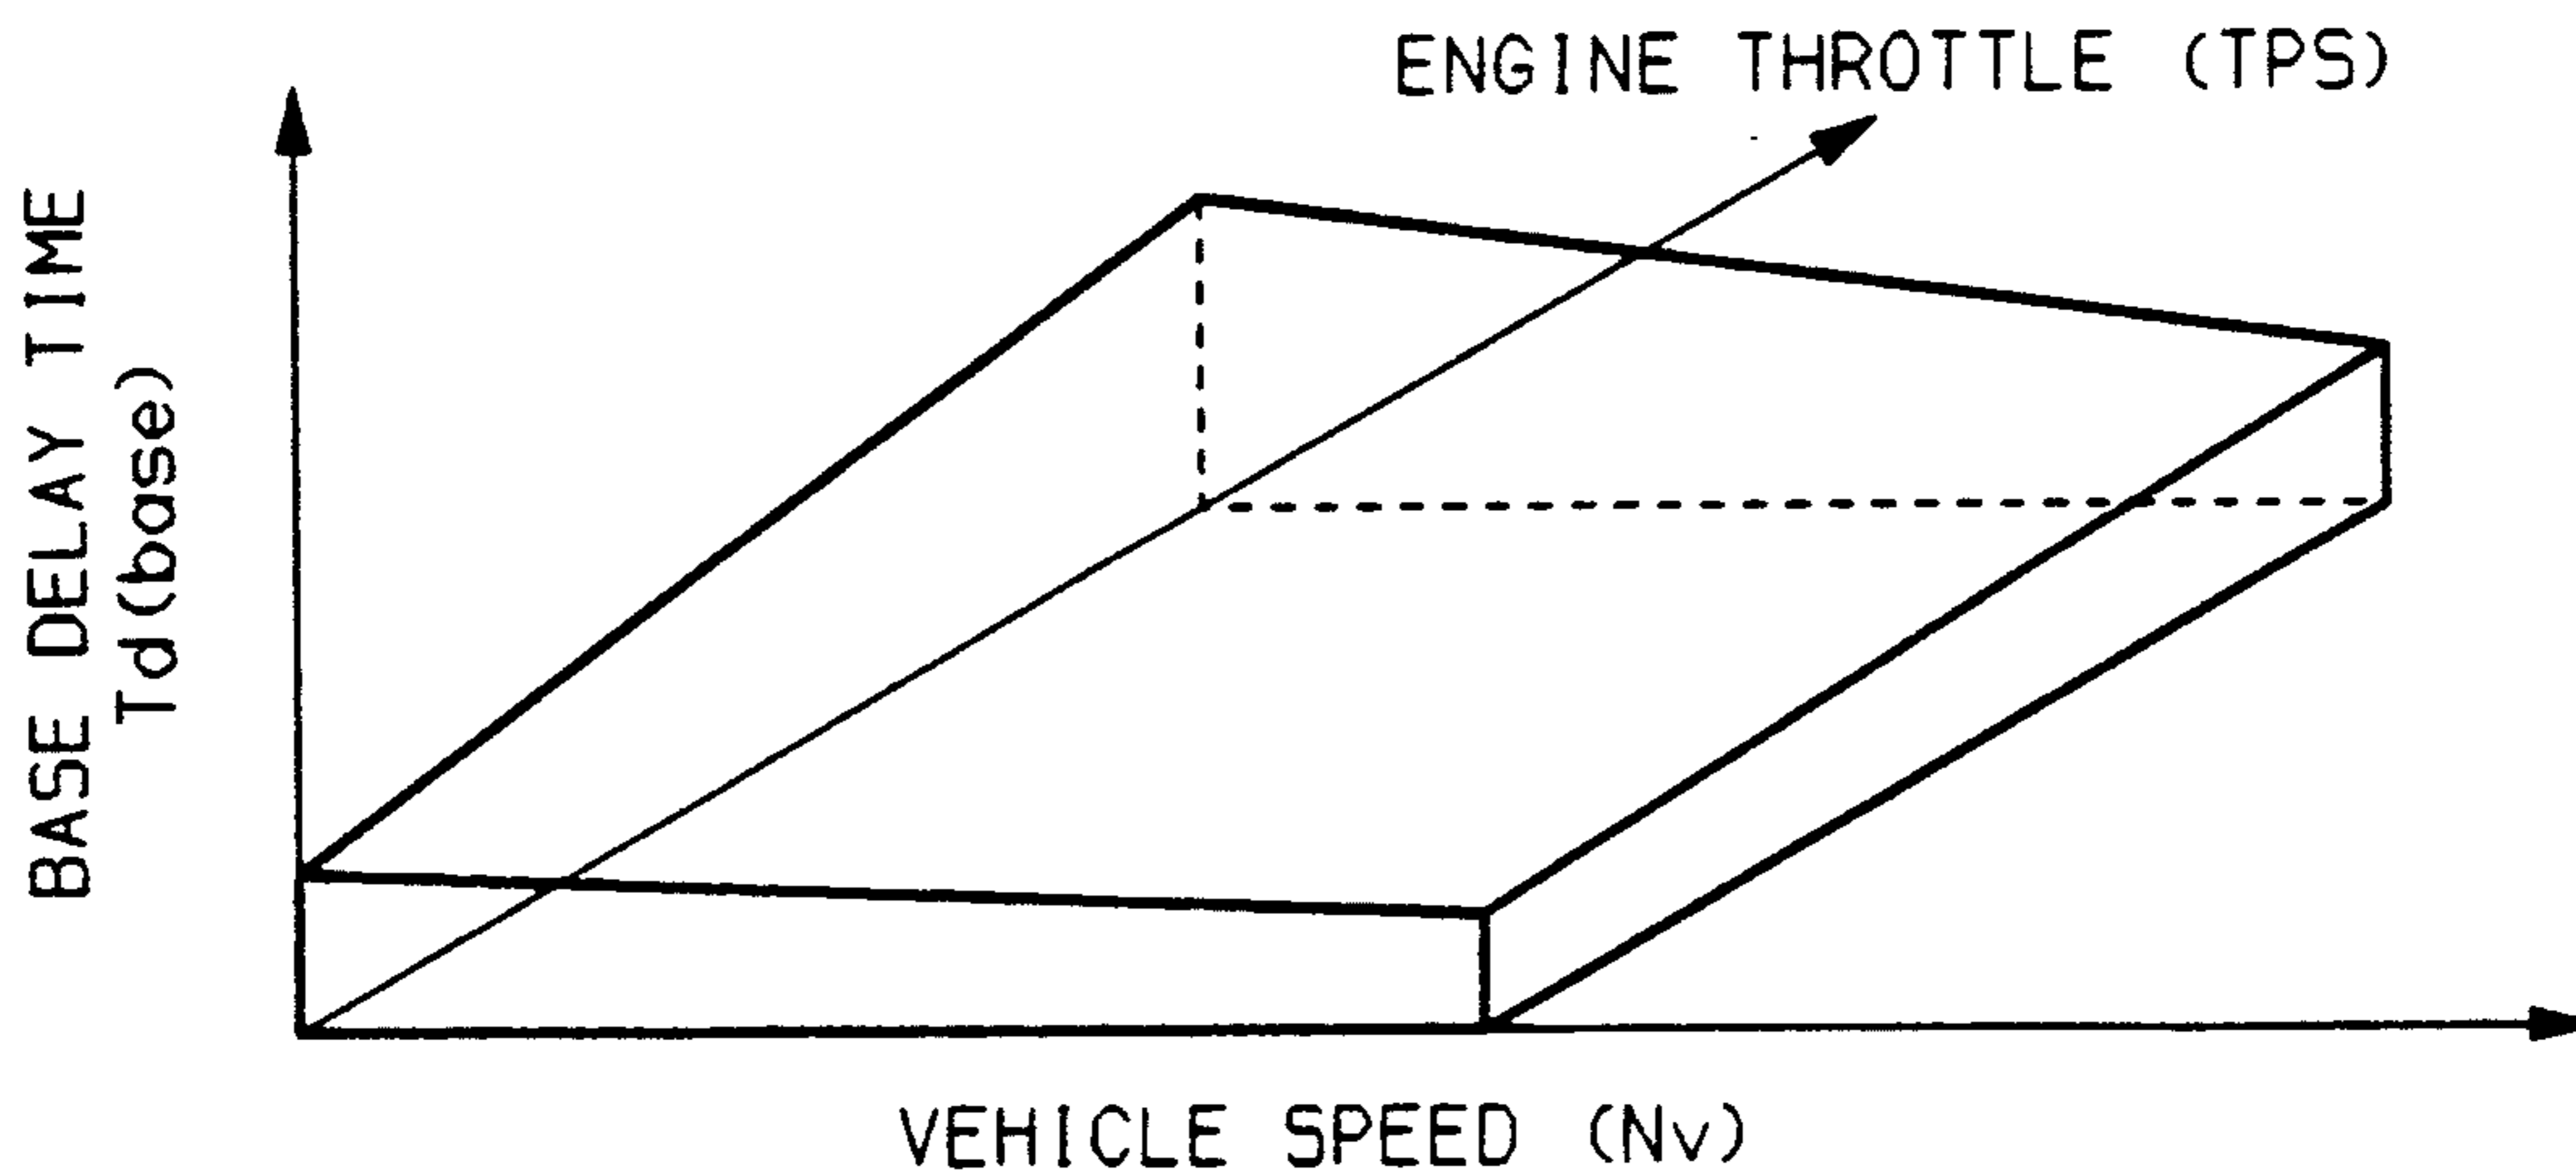 ENGINE THROTTLE (TPS)
BASE DELAY TIME
Td(base)
VEHICLE SPEED (Nv)